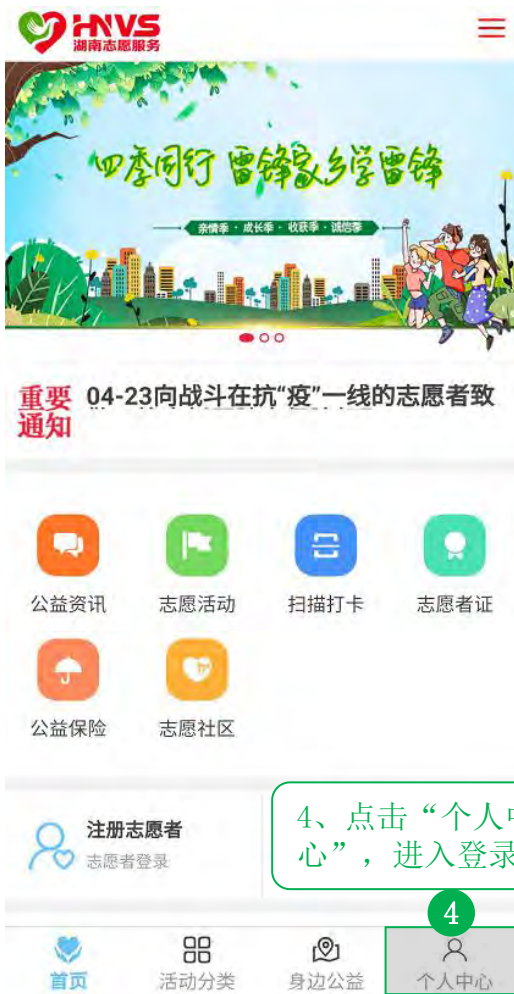 HNVS
湖南志愿服务
四季同行 雷锋家乡学雷锋
亲情季·成长季·收获季·诚信季
重要
通知
04-23向战斗在抗“疫”一线的志愿者致
公益资讯
志愿活动
扫描打卡
志愿者证
公益保险
志愿社区
注册志愿者
志愿者登录
4、点击“个人中
心”，进入登录
4
首页
活动分类
身边公益
个人中心